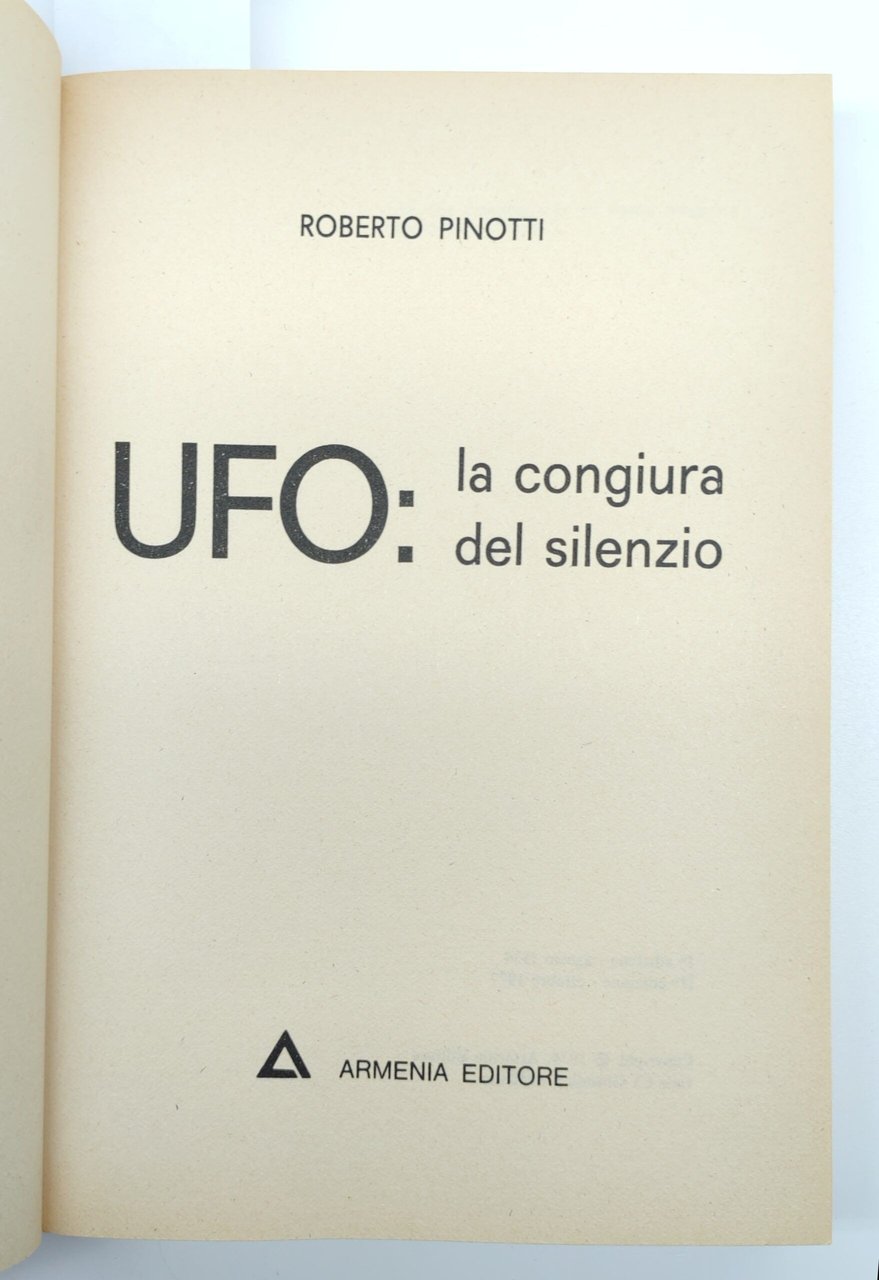 ROBERTO PINOTTI
UFO: la congiura
del silenzio
ARMENIA EDITORE